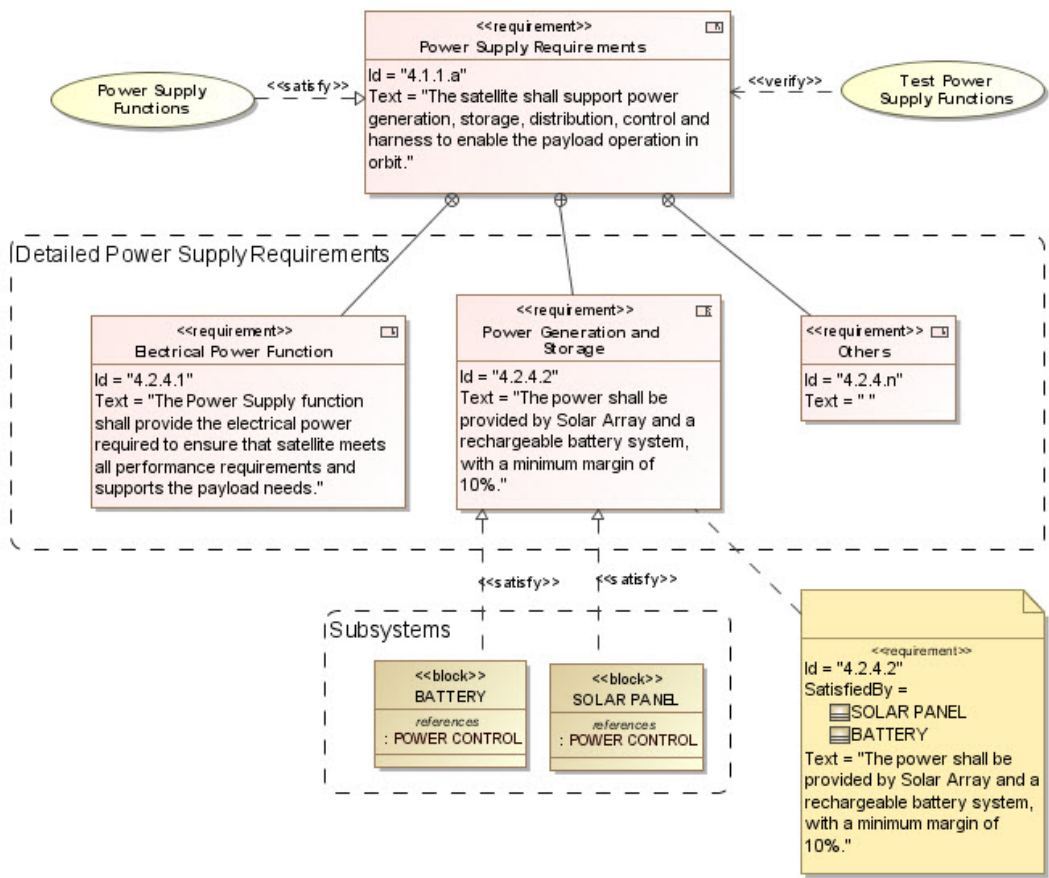 <<requirement>>
Power Supply Requirements
Id = "4.1.1.a"
Text = "The satellite shall support power
generation, storage, distribution, control and
harness to enable the payload operation in
orbit."
Power Supply
Functions
<<satisfy>>
<<verify>>
Test Power
Supply Functions
Detailed Power Supply Requirements
<<requirement>>
Electrical Power Function
Id = "4.2.4.1"
Text = "The Power Supply function
shall provide the electrical power
required to ensure that satellite meets
all performance requirements and
supports the payload needs."
<<requirement>>
Power Generation and
Storage
Id = "4.2.4.2"
Text = "The power shall be
provided by Solar Array and a
rechargeable battery system,
with a minimum margin of
10%."
<<requirement>>
Others
Id = "4.2.4.n"
Text = " "
<<satisfy>>
<<satisfy>>
Subsystems
<<block>>
BATTERY
references
: POWER CONTROL
<<block>>
SOLAR PANEL
references
: POWER CONTROL
<<requirement>>
Id = "4.2.4.2"
SatisfiedBy =
SOLAR PANEL
BATTERY
Text = "The power shall be
provided by Solar Array and a
rechargeable battery system,
with a minimum margin of
10%."